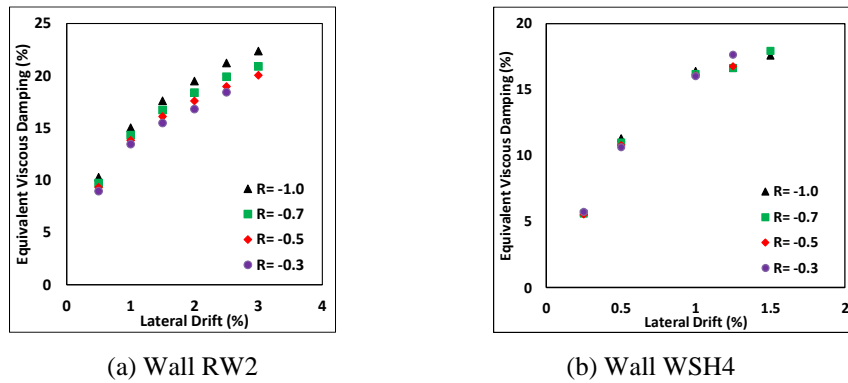 25
20
15
10
5
0
Equivalent Viscous Damping (%)
R= -1.0
R= -0.7
R= -0.5
R= -0.3
0 1 2 3 4
Lateral Drift (%)
(a) Wall RW2
20
15
10
5
0
Equivalent Viscous Damping (%)
R= -1.0
R= -0.7
R= -0.5
R= -0.3
0 0.5 1 1.5 2
Lateral Drift (%)
(b) Wall WSH4